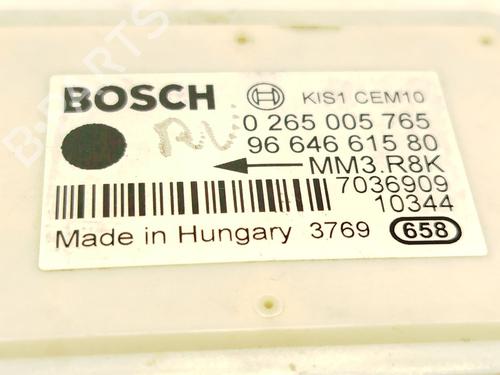 BOSCH KIS1 CEM10
0 265 005 765
96 646 615 80
MM3.R8K
7036909
10344
Made in Hungary 3769 658
B-PARTS